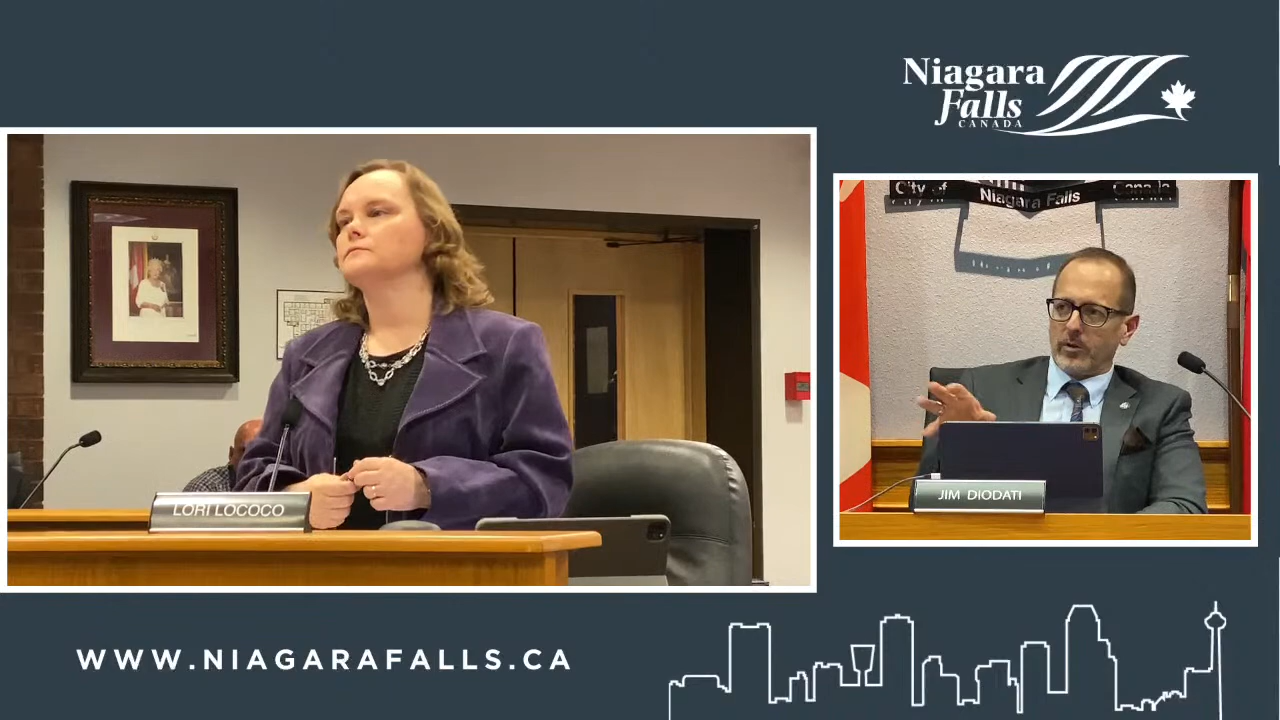 Niagara
Falls
CANADA
City of
Niagara Falls
Canada
LORI LOCOCO
JIM DIODATI
WWW.NIAGARAFALLS.CA